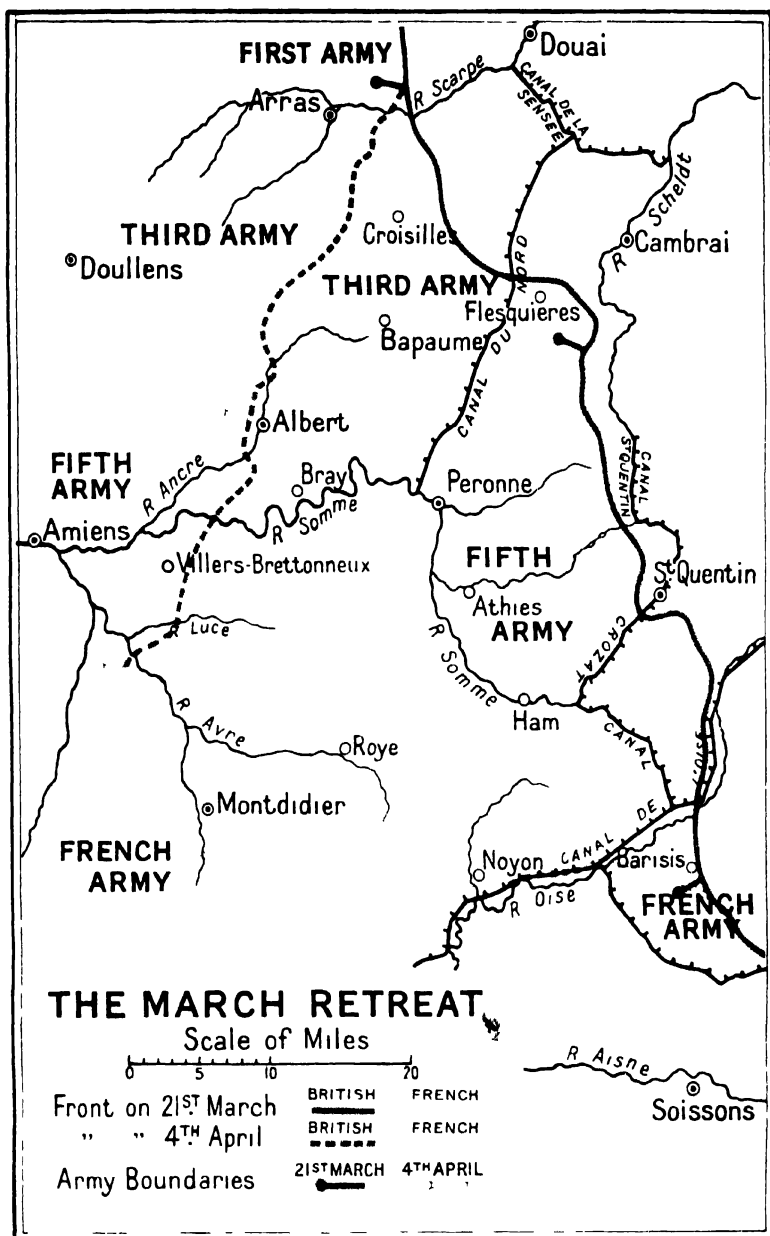 FIRST ARMY
Douai
R Scarpe
CANAL DE LA
SENSEE
Arras
R Scheldt
THIRD ARMY
Croisilles
Cambrai
Doullens
THIRD ARMY
Flesquieres
Bapaume
CANAL DU NORD
Albert
CANAL
ST QUENTIN
FIFTH
ARMY
R Ancre
Bray
Peronne
R Somme
Amiens
Villers-Brettonneux
FIFTH
ARMY
St Quentin
Athies
R Luce
R Somme
CROZAT
CANAL
Ham
R Avre
Roye
Montdidier
CANAL DE
FRENCH
ARMY
Noyon
Barisis
R Oise
FRENCH
ARMY
THE MARCH RETREAT
Scale of Miles
0 5 10 20
R Aisne
Soissons
Front on 21ST March BRITISH FRENCH
" " 4TH April BRITISH FRENCH
Army Boundaries 21ST MARCH 4TH APRIL